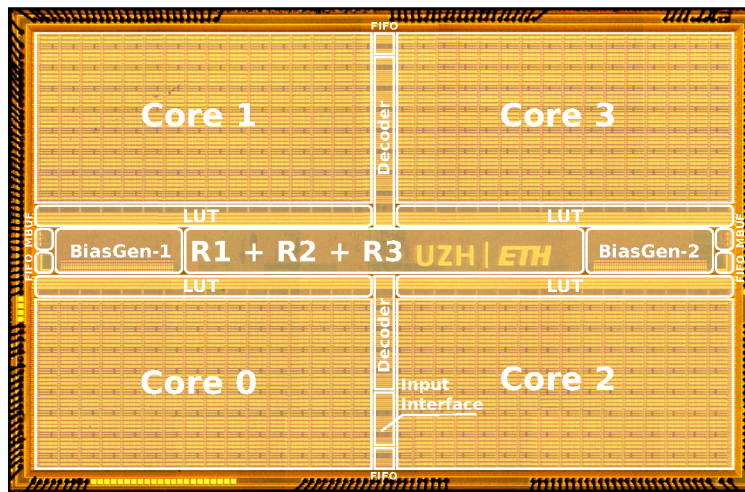 FIFO
Core 1
Decoder
Core 3
LUT
LUT
FIFO MBUF
BiasGen-1
R1 + R2 + R3
UZH | ETH
BiasGen-2
FIFO MBUF
LUT
LUT
Decoder
Core 0
Core 2
Input
Interface
FIFO